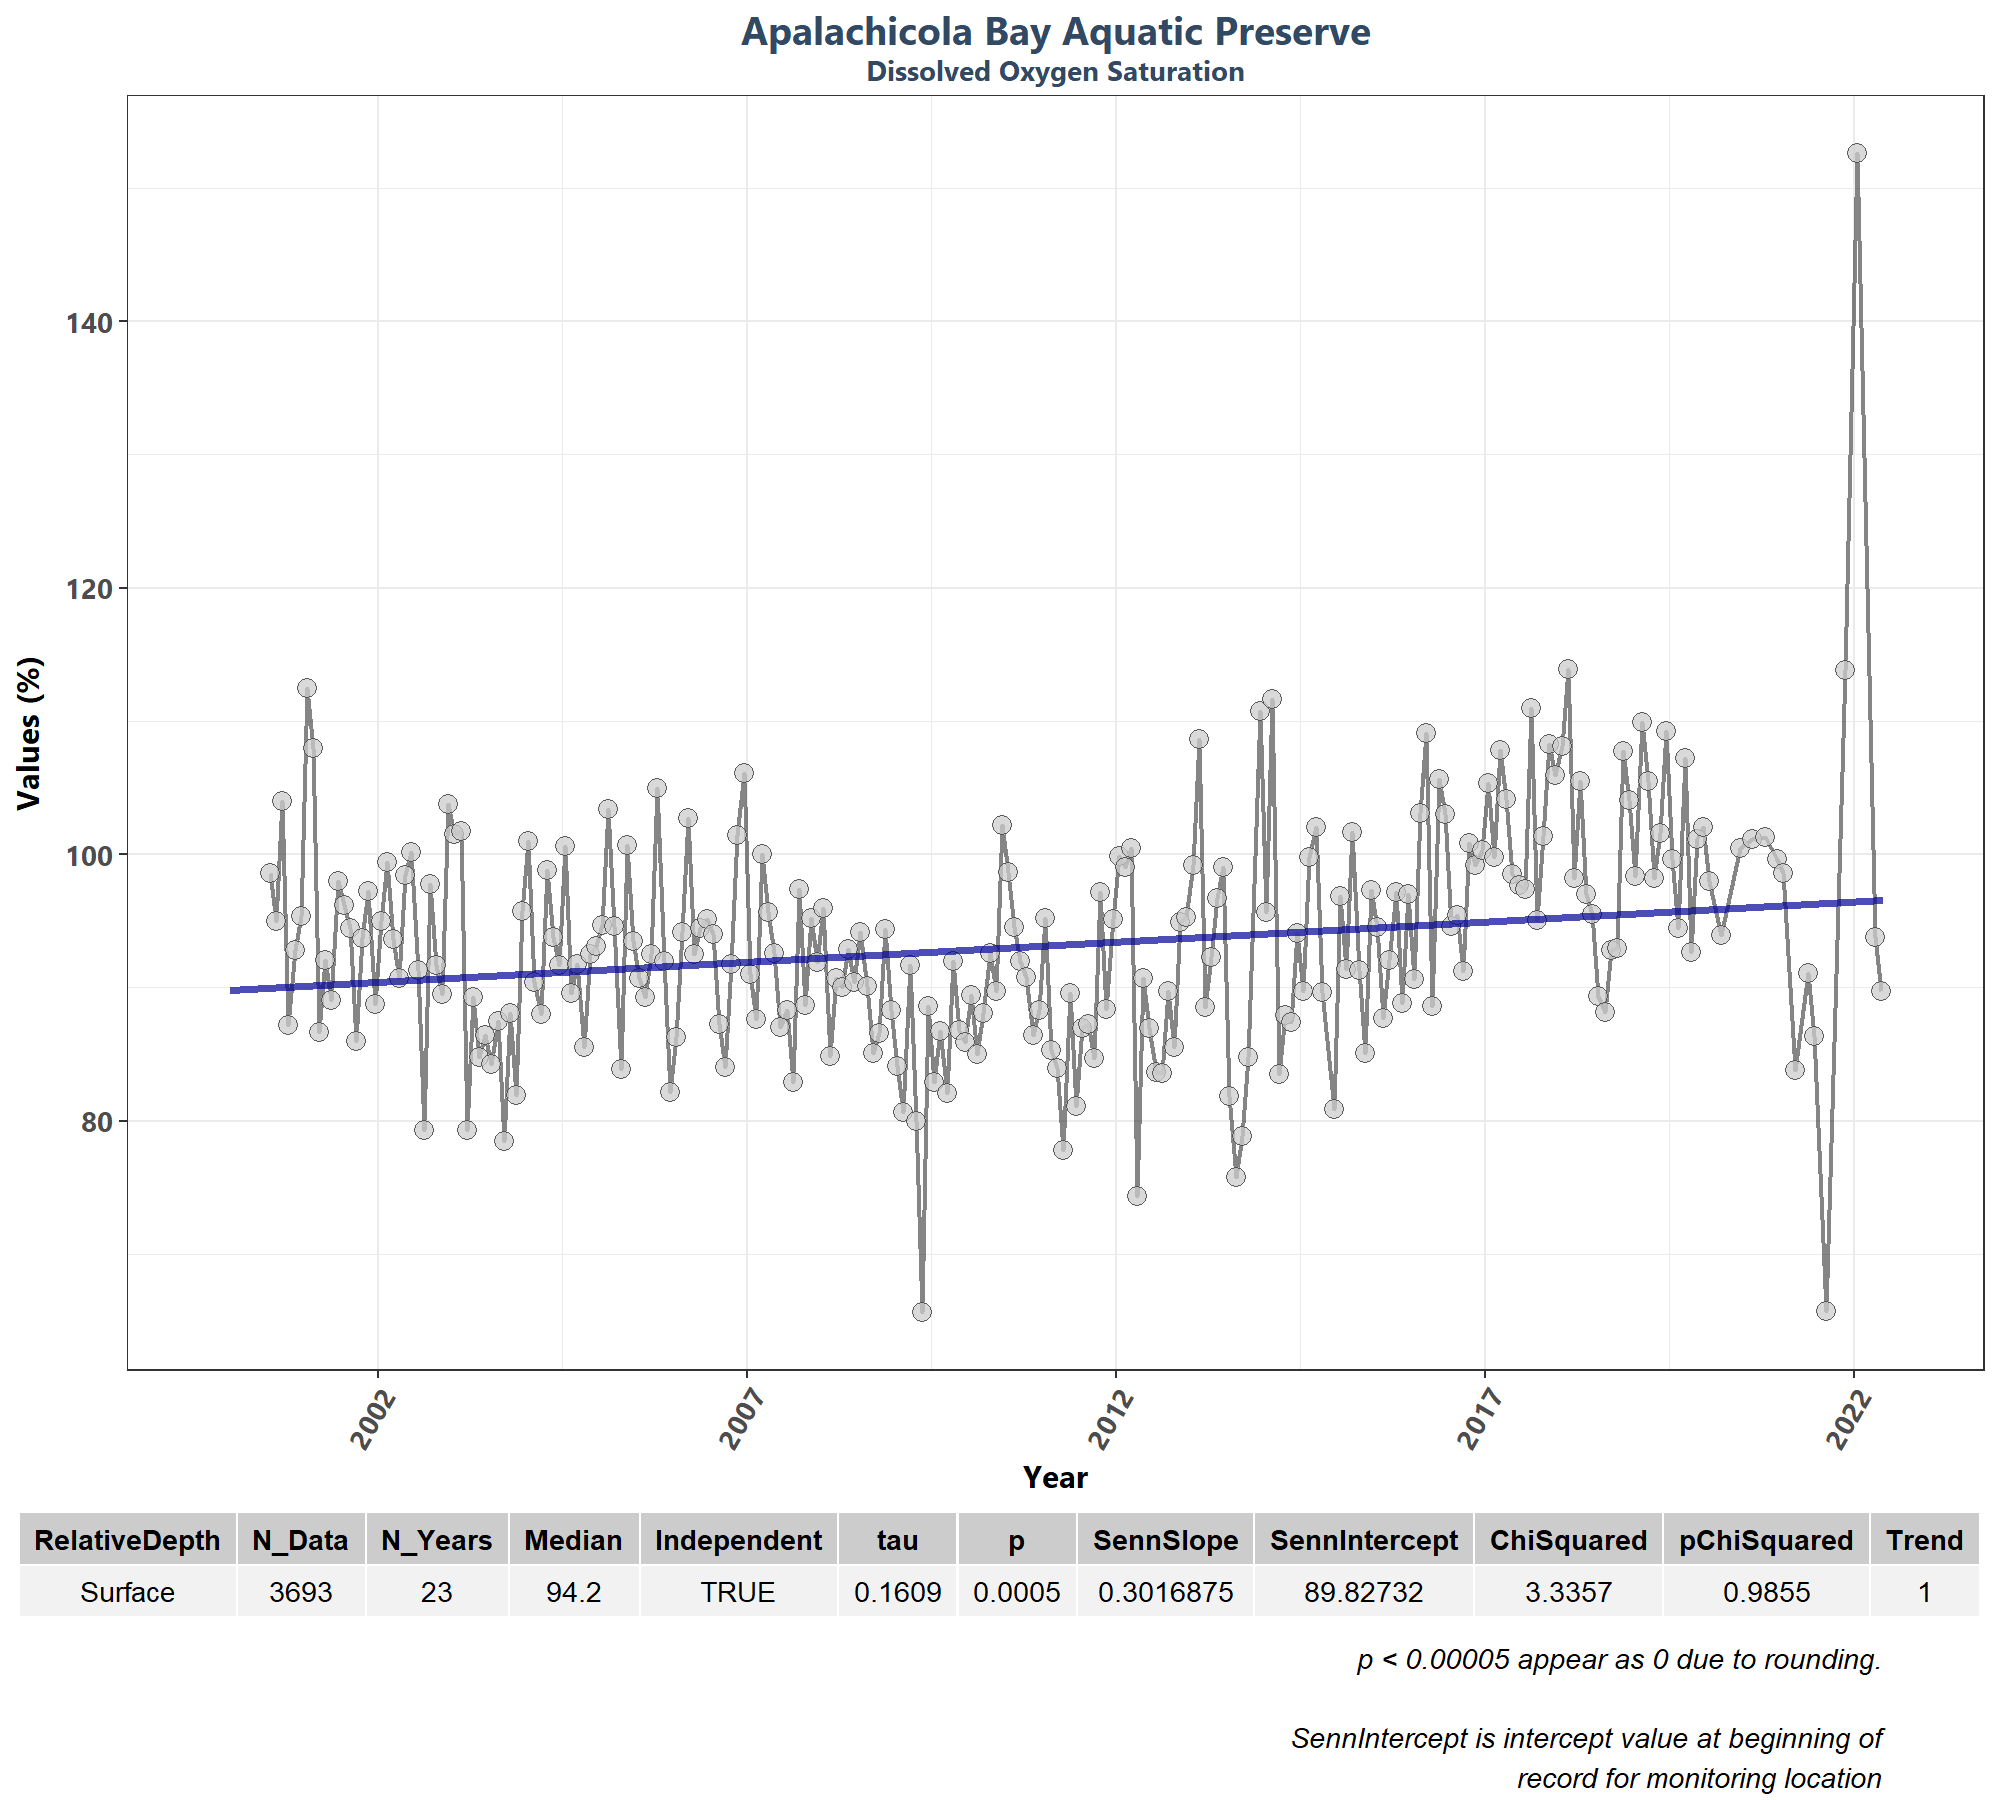 Apalachicola Bay Aquatic Preserve
Dissolved Oxygen Saturation
Values (%)
140
120
100
80
2002
2007
2012
2017
2022
Year
RelativeDepth N_Data N_Years Median Independent tau p SennSlope SennIntercept ChiSquared pChiSquared Trend
Surface 3693 23 94.2 TRUE 0.1609 0.0005 0.3016875 89.82732 3.3357 0.9855 1
p < 0.00005 appear as 0 due to rounding.
SennIntercept is intercept value at beginning of
record for monitoring location